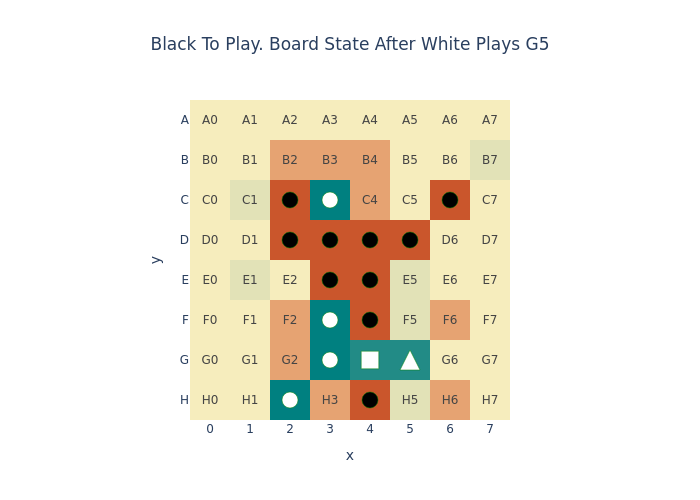 Black To Play. Board State After White Plays G5
A A0 A1 A2 A3 A4 A5 A6 A7
B B0 B1 B2 B3 B4 B5 B6 B7
C C0 C1 C4 C5 C7
D D0 D1 D6 D7
E E0 E1 E2 E5 E6 E7
F F0 F1 F2 F5 F6 F7
G G0 G1 G2 G6 G7
H H0 H1 H3 H5 H6 H7
0 1 2 3 4 5 6 7
x
y